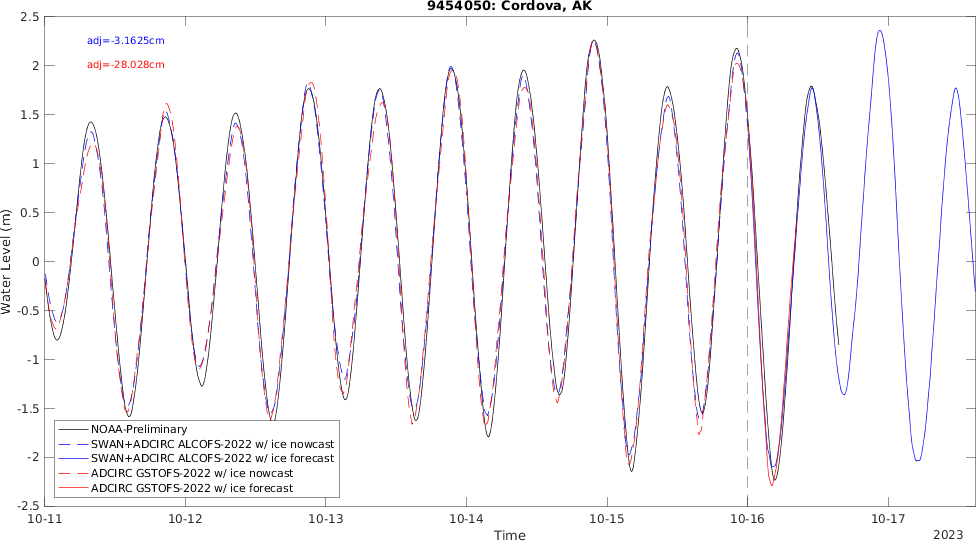 9454050: Cordova, AK
2.5
adj=-3.1625cm
2
adj=-28.028cm
1.5
1
0.5
0
Water Level (m)
-0.5
-1
-1.5
-2
-2.5
NOAA-Preliminary
SWAN+ADCIRC ALCOFS-2022 w/ ice nowcast
SWAN+ADCIRC ALCOFS-2022 w/ ice forecast
ADCIRC GSTOFS-2022 w/ ice nowcast
ADCIRC GSTOFS-2022 w/ ice forecast
10-11 10-12 10-13 10-14 10-15 10-16 10-17
Time
2023